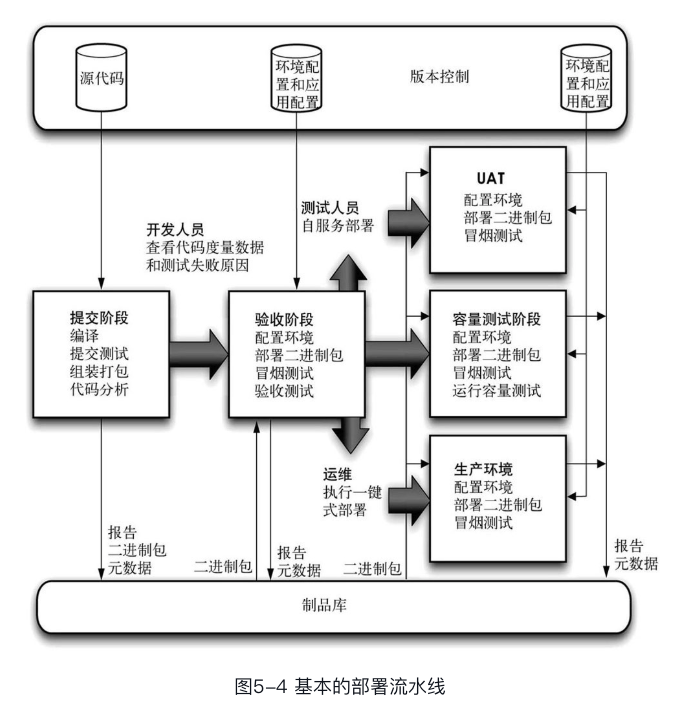 源代码
环境配
置和应
用配置
版本控制
环境配
置和应
用配置
开发人员
查看代码度量数据
和测试失败原因
测试人员
自服务部署
UAT
配置环境
部署二进制包
冒烟测试
提交阶段
编译
提交测试
组装打包
代码分析
验收阶段
配置环境
部署二进制包
冒烟测试
验收测试
容量测试阶段
配置环境
部署二进制包
冒烟测试
运行容量测试
运维
执行一键
式部署
生产环境
配置环境
部署二进制包
冒烟测试
报告
二进制包
元数据
二进制包
报告
元数据
二进制包
报告
元数据
制品库
图5-4 基本的部署流水线